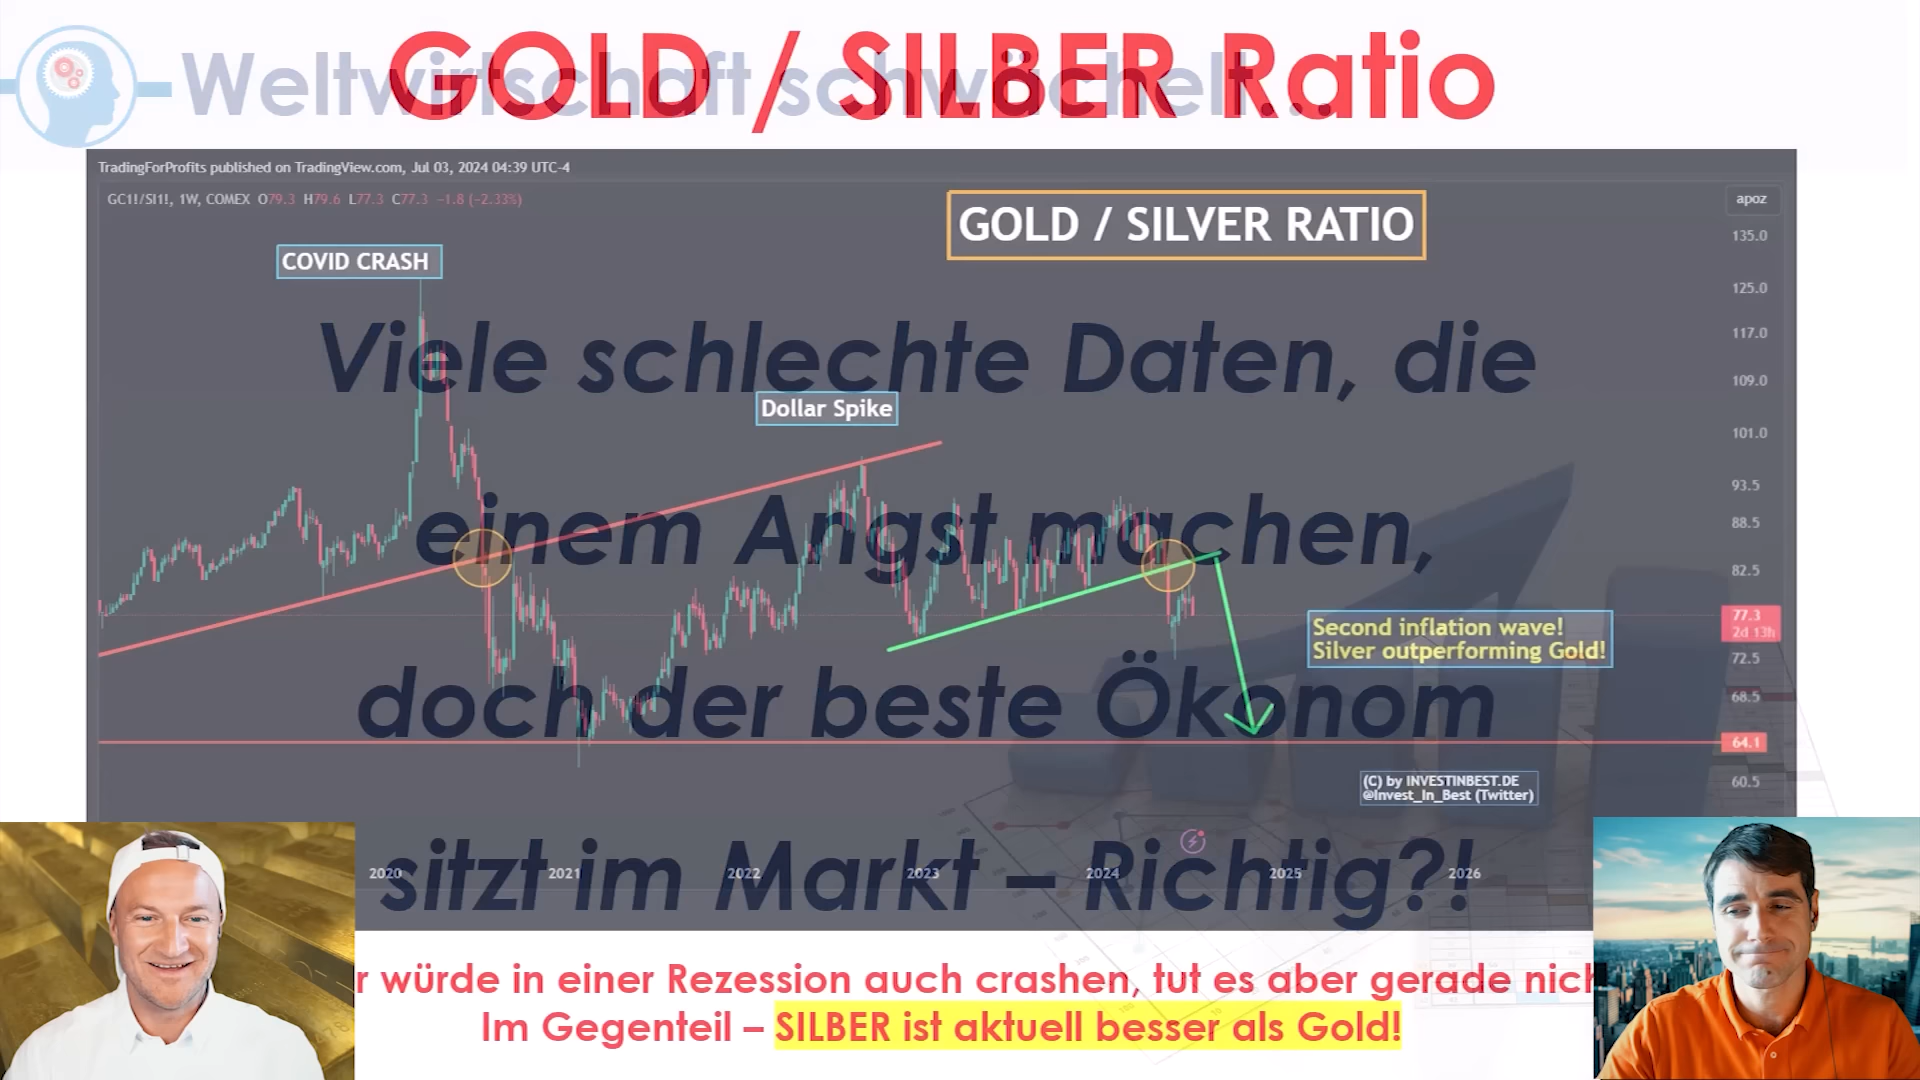 GOLD / SILBER Ratio
Weltwirtschaft schwächelt...
TradingForProfits published on TradingView.com, Jul 03, 2024 04:39 UTC-4
GC1!/SI1!, 1W, COMEX O79.3 H79.6 L77.3 C77.3 −1.8 (−2.33%)
apoz
GOLD / SILVER RATIO
135.0
COVID CRASH
125.0
117.0
Viele schlechte Daten, die
109.0
Dollar Spike
101.0
93.5
einem Angst machen,
88.5
82.5
77.3
2d 13h
Second inflation wave!
Silver outperforming Gold!
72.5
doch der beste Ökonom
68.5
64.1
60.5
(C) by INVESTINBEST.DE
@Invest_In_Best (Twitter)
sitzt im Markt – Richtig?!
2020 2021 2022 2023 2024 2025 2026
würde in einer Rezession auch crashen, tut es aber gerade
Im Gegenteil – SILBER ist aktuell besser als Gold!